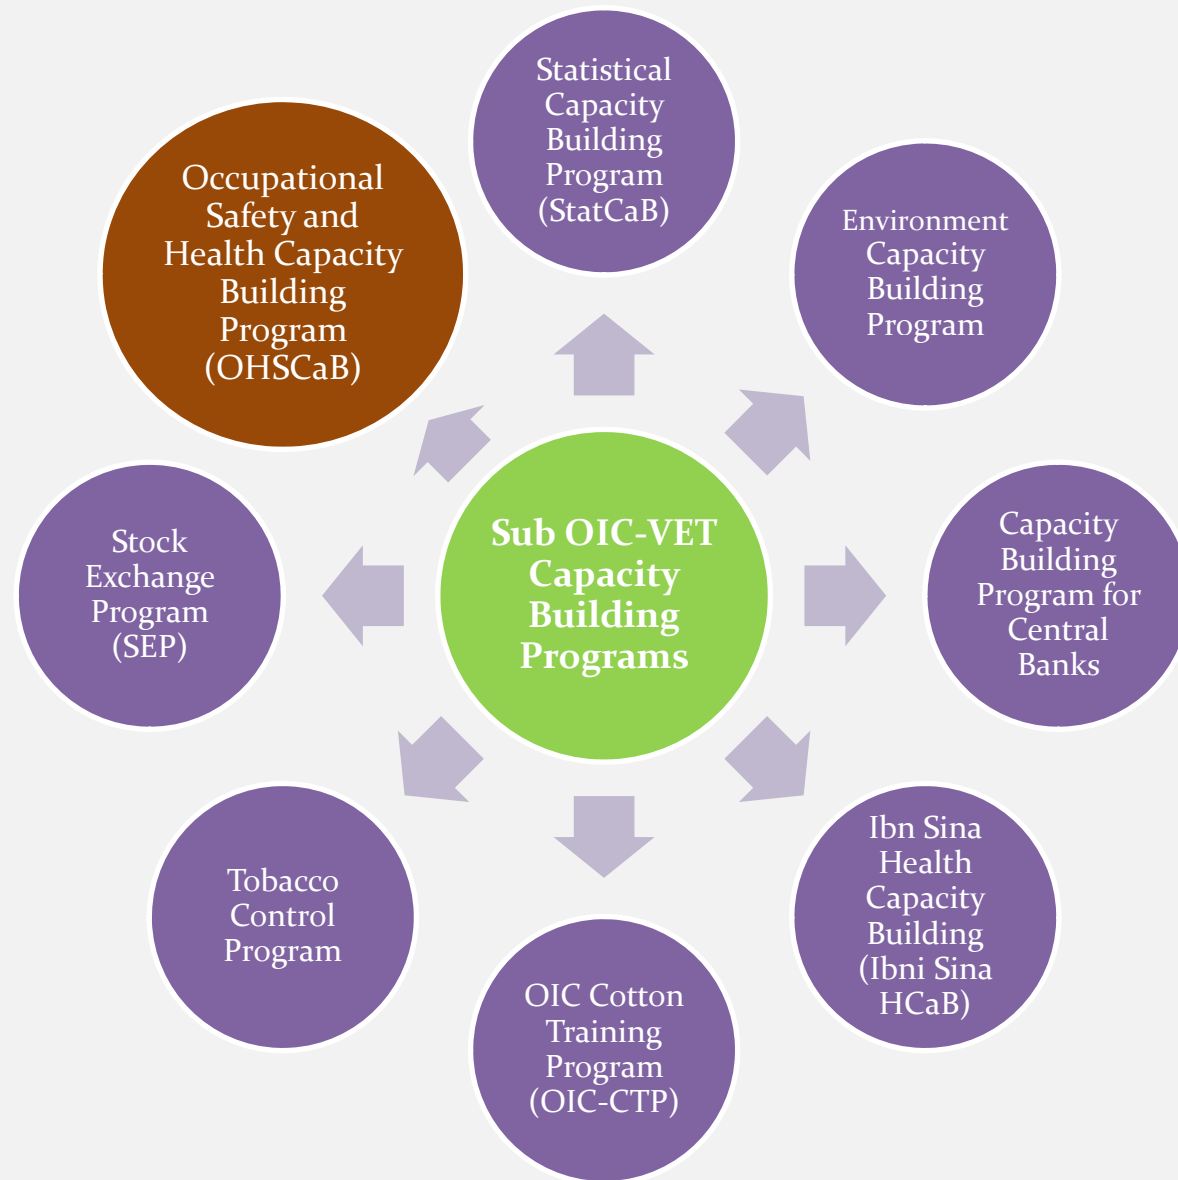 Statistical
Capacity
Building
Program
(StatCaB)
Environment
Capacity
Building
Program
Capacity
Building
Program for
Central
Banks
Ibn Sina
Health
Capacity
Building
(Ibni Sina
HCaB)
OIC Cotton
Training
Program
(OIC-CTP)
Tobacco
Control
Program
Stock
Exchange
Program
(SEP)
Occupational
Safety and
Health Capacity
Building
Program
(OHSCaB)
Sub OIC-VET
Capacity
Building
Programs